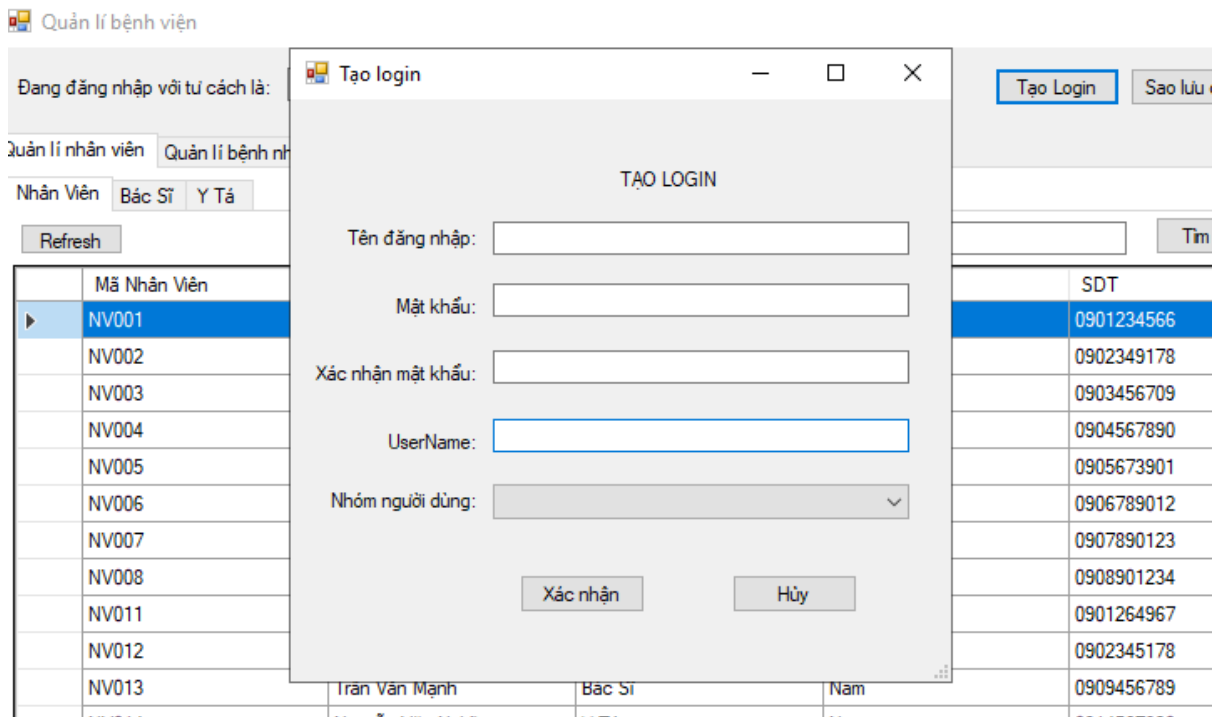 Quản lí bệnh viện
Tạo login
Đang đăng nhập với tư cách là:
Tạo Login
Sao lưu
Quản lí nhân viên
Quản lí bệnh
TẠO LOGIN
Nhân Viên
Bác Sĩ
Y Tá
Refresh
Tên đăng nhập:
Tìm
Mã Nhân Viên
SDT
Mật khẩu:
NV001
0901234566
NV002
0902349178
Xác nhận mật khẩu:
NV003
0903456709
NV004
0904567890
UserName:
NV005
0905673901
Nhóm người dùng:
NV006
0906789012
NV007
0907890123
NV008
0908901234
Xác nhận
Hủy
NV011
0901264967
NV012
0902345178
NV013
Trần Văn Mạnh
Bác Sĩ
Nam
0909456789